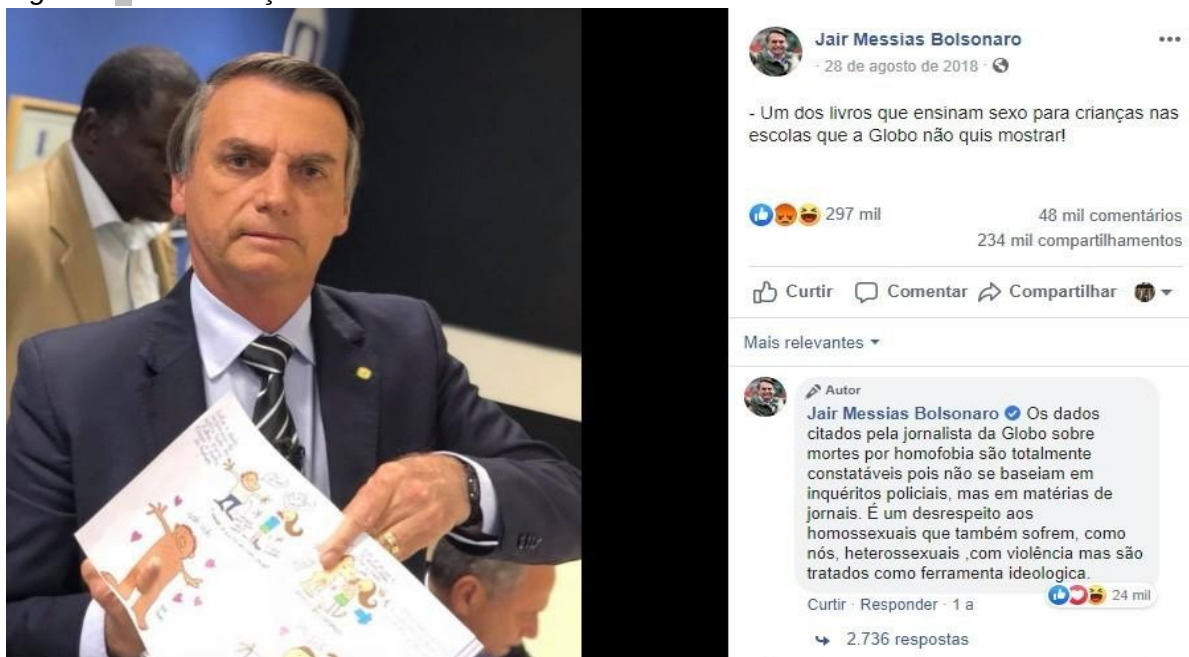 Jair Messias Bolsonaro
· 28 de agosto de 2018 ·
- Um dos livros que ensinam sexo para crianças nas
escolas que a Globo não quis mostrar!
297 mil
48 mil comentários
234 mil compartilhamentos
Curtir Comentar Compartilhar
Mais relevantes
Autor
Jair Messias Bolsonaro Os dados
citados pela jornalista da Globo sobre
mortes por homofobia são totalmente
constatáveis pois não se baseiam em
inquéritos policiais, mas em matérias de
jornais. É um desrespeito aos
homossexuais que também sofrem, como
nós, heterossexuais ,com violência mas são
tratados como ferramenta ideologica.
24 mil
Curtir · Responder · 1 a
2.736 respostas